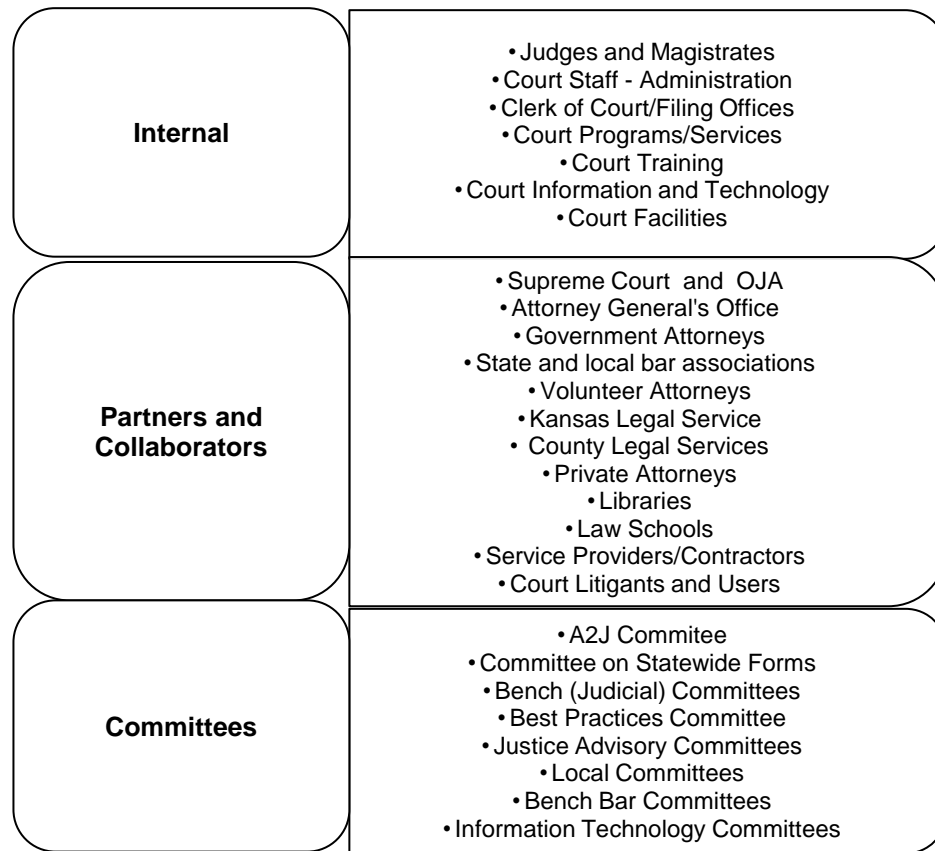 Internal
• Judges and Magistrates
• Court Staff - Administration
• Clerk of Court/Filing Offices
• Court Programs/Services
• Court Training
• Court Information and Technology
• Court Facilities
Partners and
Collaborators
• Supreme Court and OJA
• Attorney General's Office
• Government Attorneys
• State and local bar associations
• Volunteer Attorneys
• Kansas Legal Service
• County Legal Services
• Private Attorneys
• Libraries
• Law Schools
• Service Providers/Contractors
• Court Litigants and Users
Committees
• A2J Commitee
• Committee on Statewide Forms
• Bench (Judicial) Committees
• Best Practices Committee
• Justice Advisory Committees
• Local Committees
• Bench Bar Committees
• Information Technology Committees